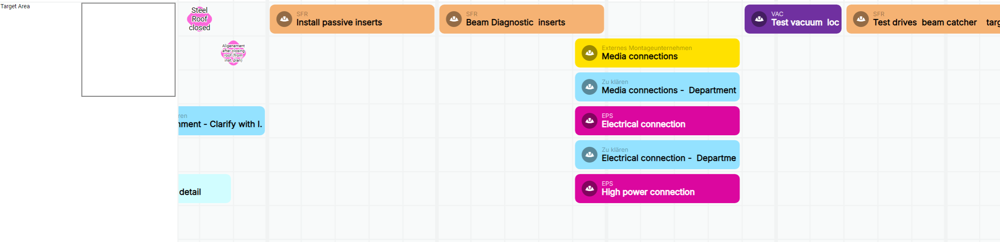 Target Area
Steel
Roof
closed
SFR
Install passive inserts
SFR
Beam Diagnostic inserts
VAC
Test vacuum loc
SFR
Test drives beam catcher targ
Aligenement
after closing
roof (from
inst. plan)
Externes Montageunternehmen
Media connections
Zu klären
Media connections - Department
ren
nment - Clarify with I.
EPS
Electrical connection
Zu klären
Electrical connection - Departme
detail
EPS
High power connection